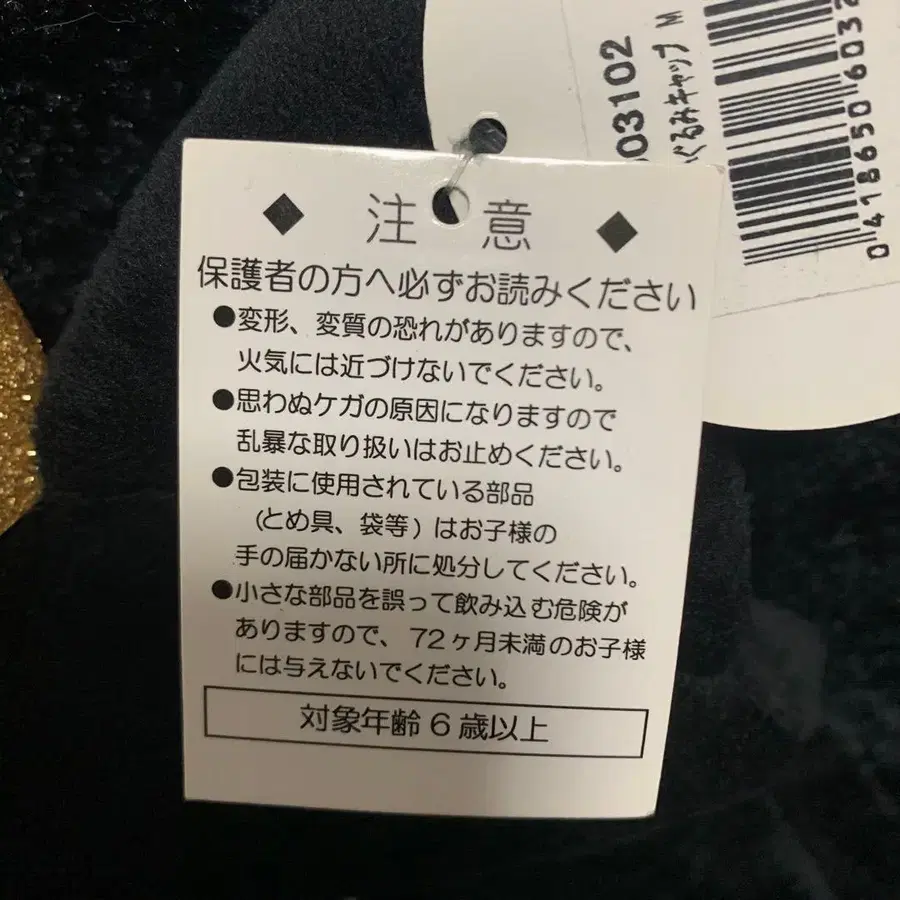 03102
ぐるみキャップ M
0 418650 6032
◆ 注 意 ◆
保護者の方へ必ずお読みください
●変形、変質の恐れがありますので、
火気には近づけないでください。
●思わぬケガの原因になりますので
乱暴な取り扱いはお止めください。
●包装に使用されている部品
(とめ具、袋等)はお子様の
手の届かない所に処分してください。
●小さな部品を誤って飲み込む危険が
ありますので、72ヶ月未満のお子様
には与えないでください。
対象年齢6歳以上